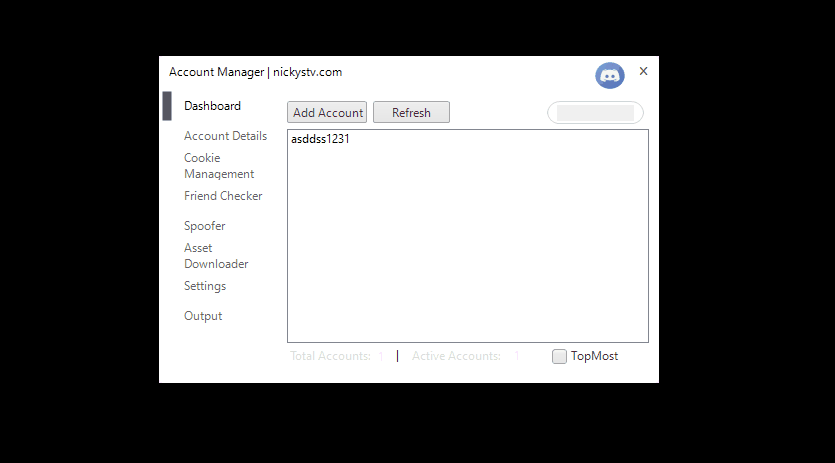 Account Manager | nickystv.com
Dashboard
Account Details
Cookie
Management
Friend Checker
Spoofer
Asset
Downloader
Settings
Output
Add Account
Refresh
asddss1231
Total Accounts: 1 | Active Accounts: 1
TopMost